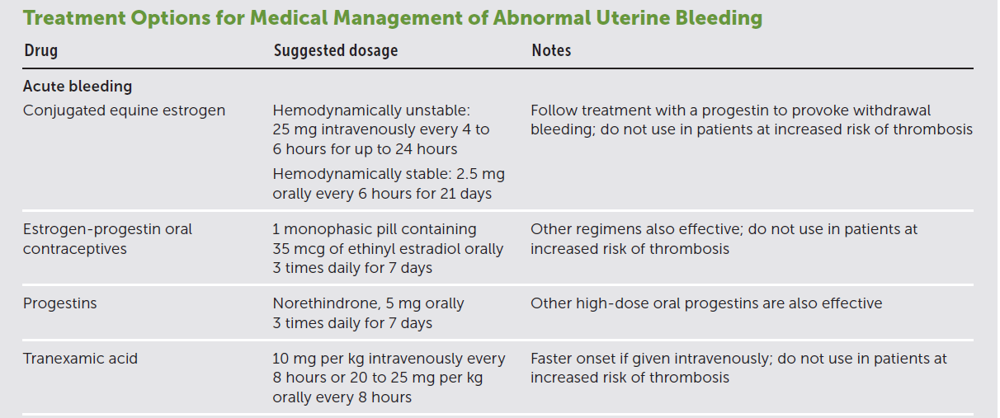 Treatment Options for Medical Management of Abnormal Uterine Bleeding
Drug Suggested dosage Notes
Acute bleeding
Conjugated equine estrogen
Hemodynamically unstable:
25 mg intravenously every 4 to
6 hours for up to 24 hours
Hemodynamically stable: 2.5 mg
orally every 6 hours for 21 days
Follow treatment with a progestin to provoke withdrawal
bleeding; do not use in patients at increased risk of thrombosis
Estrogen-progestin oral
contraceptives
1 monophasic pill containing
35 mcg of ethinyl estradiol orally
3 times daily for 7 days
Other regimens also effective; do not use in patients at
increased risk of thrombosis
Progestins
Norethindrone, 5 mg orally
3 times daily for 7 days
Other high-dose oral progestins are also effective
Tranexamic acid
10 mg per kg intravenously every
8 hours or 20 to 25 mg per kg
orally every 8 hours
Faster onset if given intravenously; do not use in patients at
increased risk of thrombosis